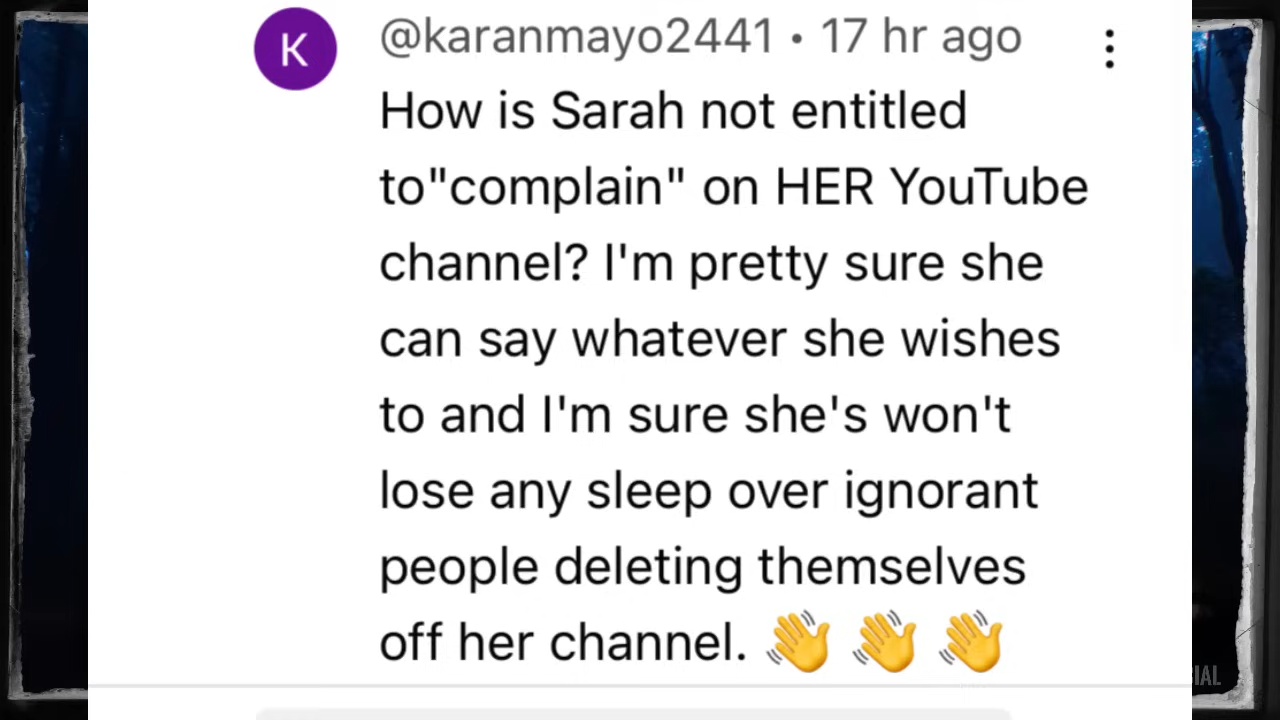 K
@karanmayo2441 • 17 hr ago
How is Sarah not entitled
to"complain" on HER YouTube
channel? I'm pretty sure she
can say whatever she wishes
to and I'm sure she's won't
lose any sleep over ignorant
people deleting themselves
off her channel. 👋 👋 👋